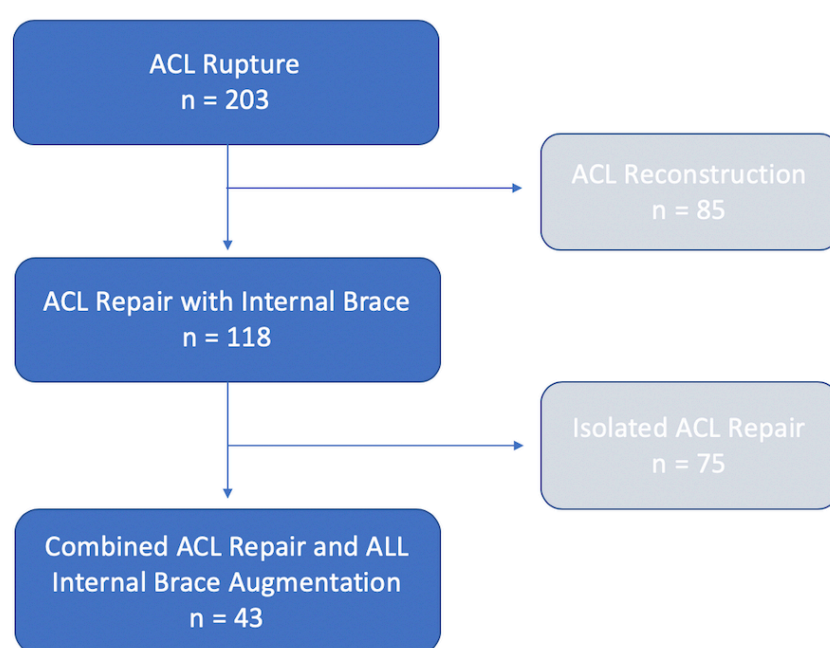 ACL Rupture
n = 203
ACL Reconstruction
n = 85
ACL Repair with Internal Brace
n = 118
Isolated ACL Repair
n = 75
Combined ACL Repair and ALL
Internal Brace Augmentation
n = 43